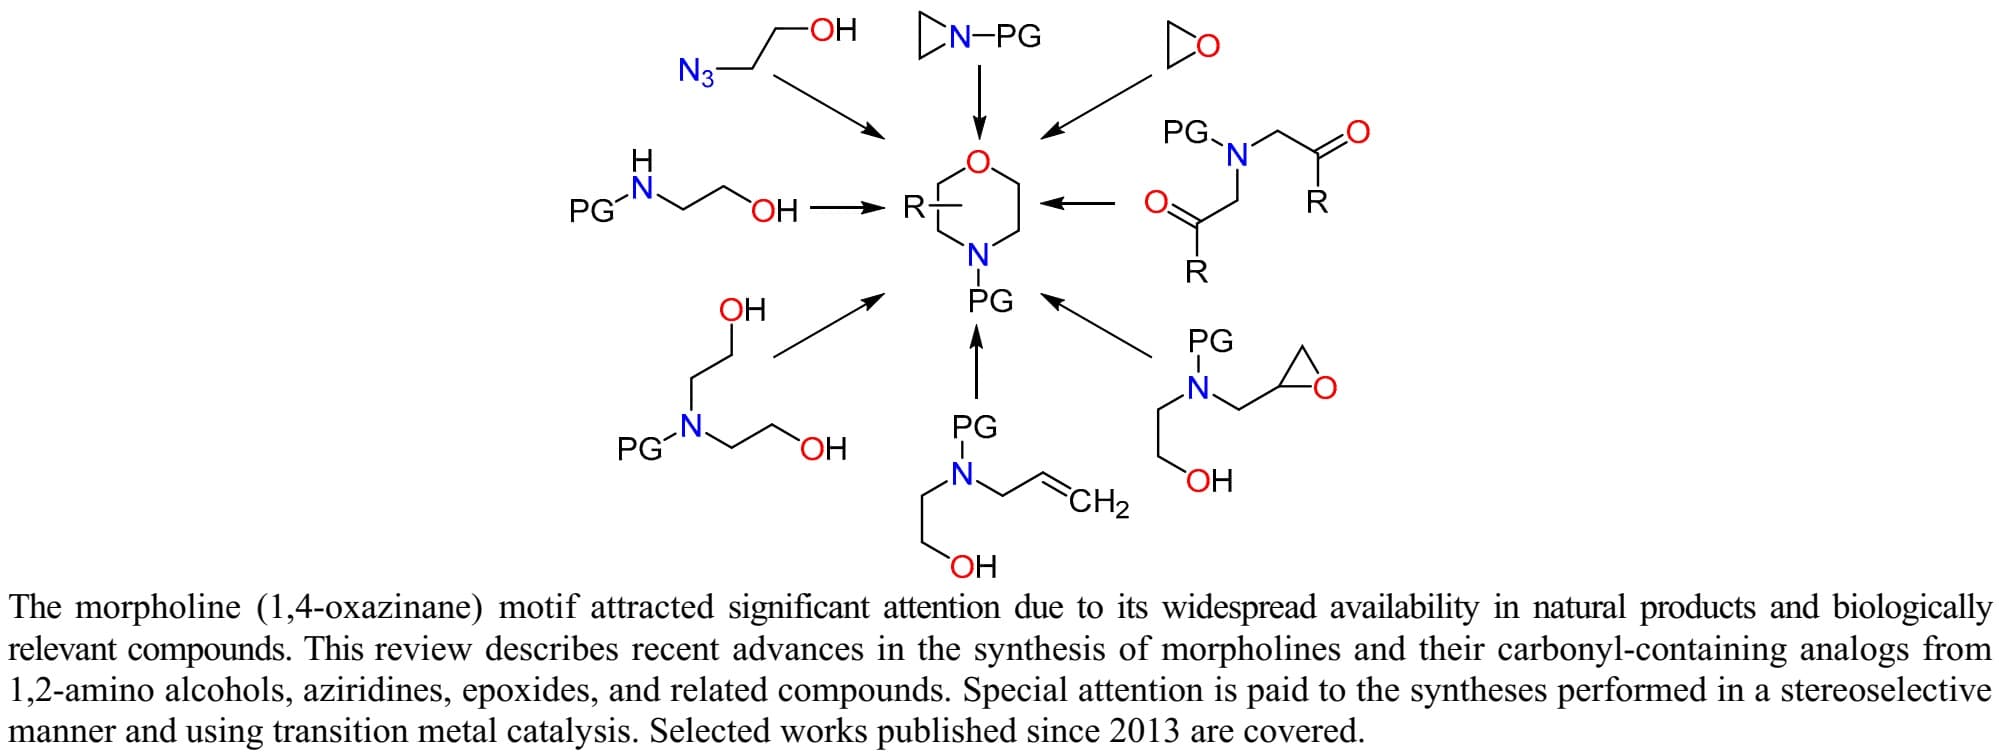 OH
N3
N–PG
O
PG
N
O
O
R
R
H
N
PG
OH
O
R
N
PG
OH
N
PG
OH
PG
N
CH2
OH
PG
N
O
OH
The morpholine (1,4-oxazinane) motif attracted significant attention due to its widespread availability in natural products and biologically
relevant compounds. This review describes recent advances in the synthesis of morpholines and their carbonyl-containing analogs from
1,2-amino alcohols, aziridines, epoxides, and related compounds. Special attention is paid to the syntheses performed in a stereoselective
manner and using transition metal catalysis. Selected works published since 2013 are covered.